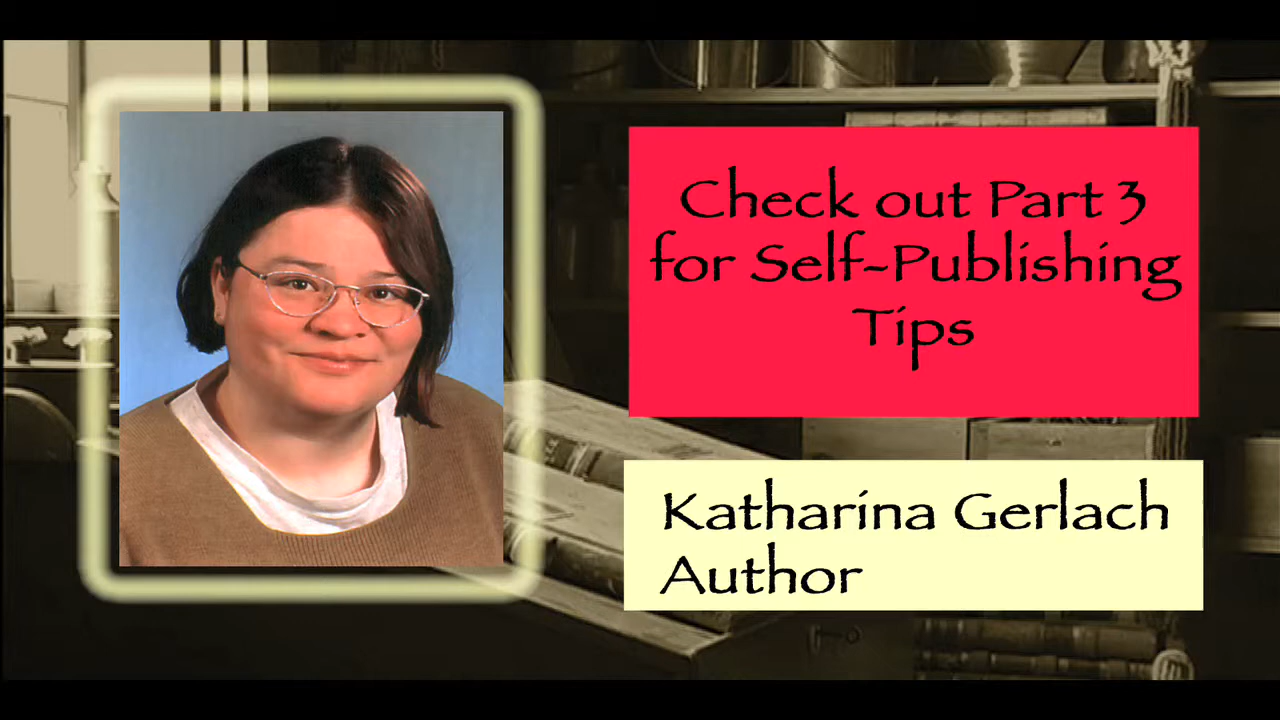 Check out Part 3
for Self-Publishing
Tips
Katharina Gerlach
Author